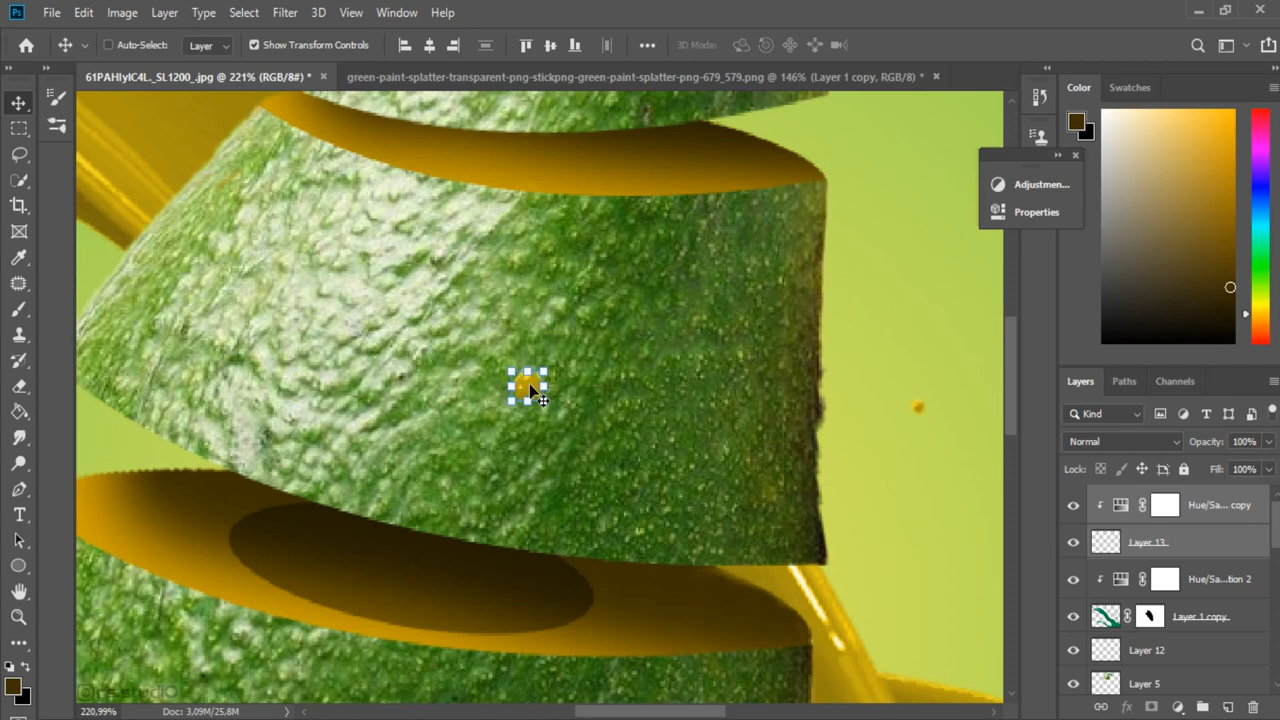 Ps File Edit Image Layer Type Select Filter 3D View Window Help
Auto-Select: Layer Show Transform Controls 3D Mode:
61PAHIyIC4L._SL1200_.jpg @ 221% (RGB/8#) * green-paint-splatter-transparent-png-stickpng-green-paint-splatter-png-679_579.png @ 146% (Layer 1 copy, RGB/8) *
Color Swatches
Adjustmen...
Properties
Layers Paths Channels
Kind
Normal Opacity: 100%
Lock: Fill: 100%
Hue/Sa... copy
Layer 13
Hue/Sa...tion 2
Layer 1 copy
Layer 12
Layer 5
220,99% Doc: 3,09M/25,8M